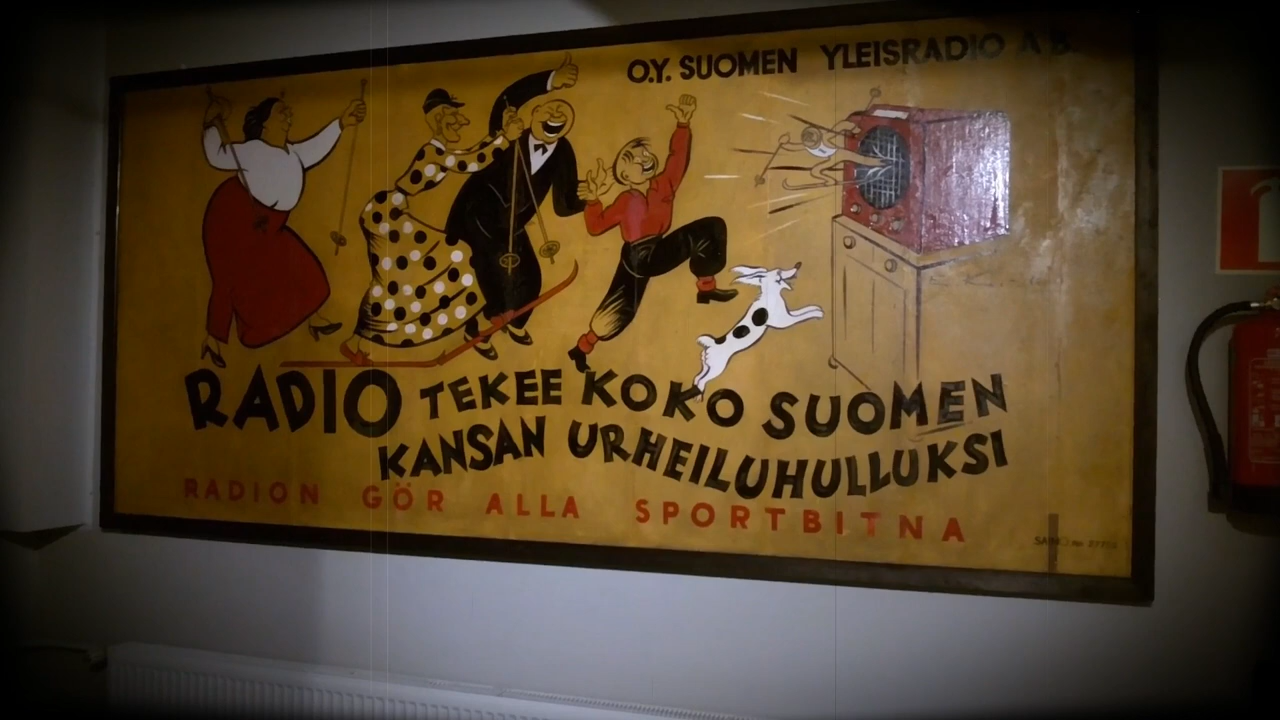 O.Y. SUOMEN YLEISRADIO A B
RADIO TEKEE KOKO SUOMEN
KANSAN URHEILUHULLUKSI
RADION GÖR ALLA SPORTBITNA